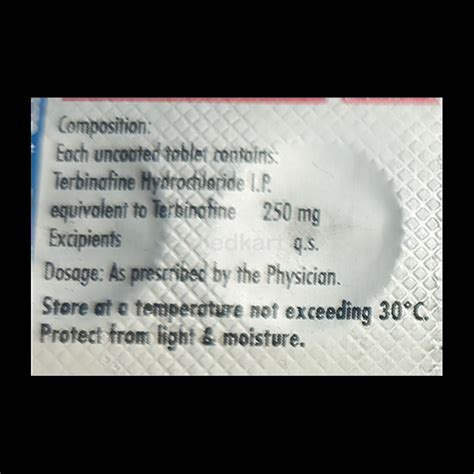 Composition:
Each uncoated tablet contains:
Terbinafine Hydrochloride I.P.
equivalent to Terbinafine 250 mg
Excipients q.s.
Dosage: As prescribed by the Physician.
Store at a temperature not exceeding 30°C.
Protect from light & moisture.